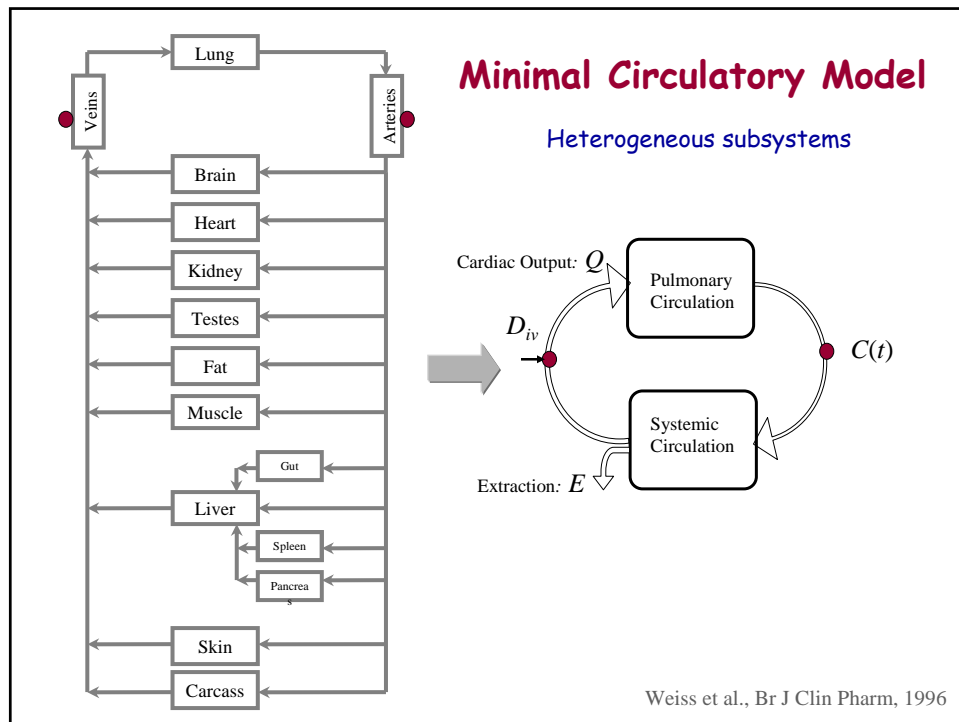 Minimal Circulatory Model
Heterogeneous subsystems
Lung
Veins
Arteries
Brain
Heart
Kidney
Testes
Fat
Muscle
Gut
Liver
Spleen
Pancrea
s
Skin
Carcass
Cardiac Output: Q
Pulmonary
Circulation
D_iv
C(t)
Systemic
Circulation
Extraction: E
Weiss et al., Br J Clin Pharm, 1996